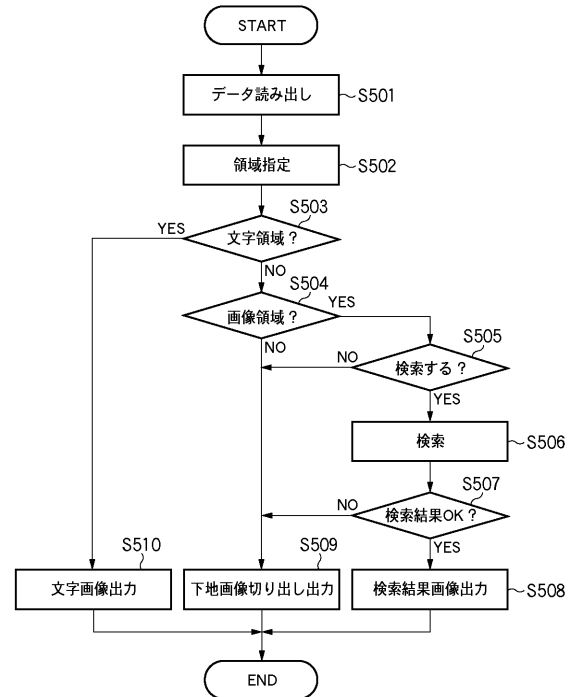 START
データ読み出し
S501
領域指定
S502
S503
YES
文字領域？
NO
S504
YES
画像領域？
NO
S505
NO
検索する？
YES
検索
S506
S507
NO
検索結果OK？
YES
S510
S509
文字画像出力
下地画像切り出し出力
検索結果画像出力
S508
END